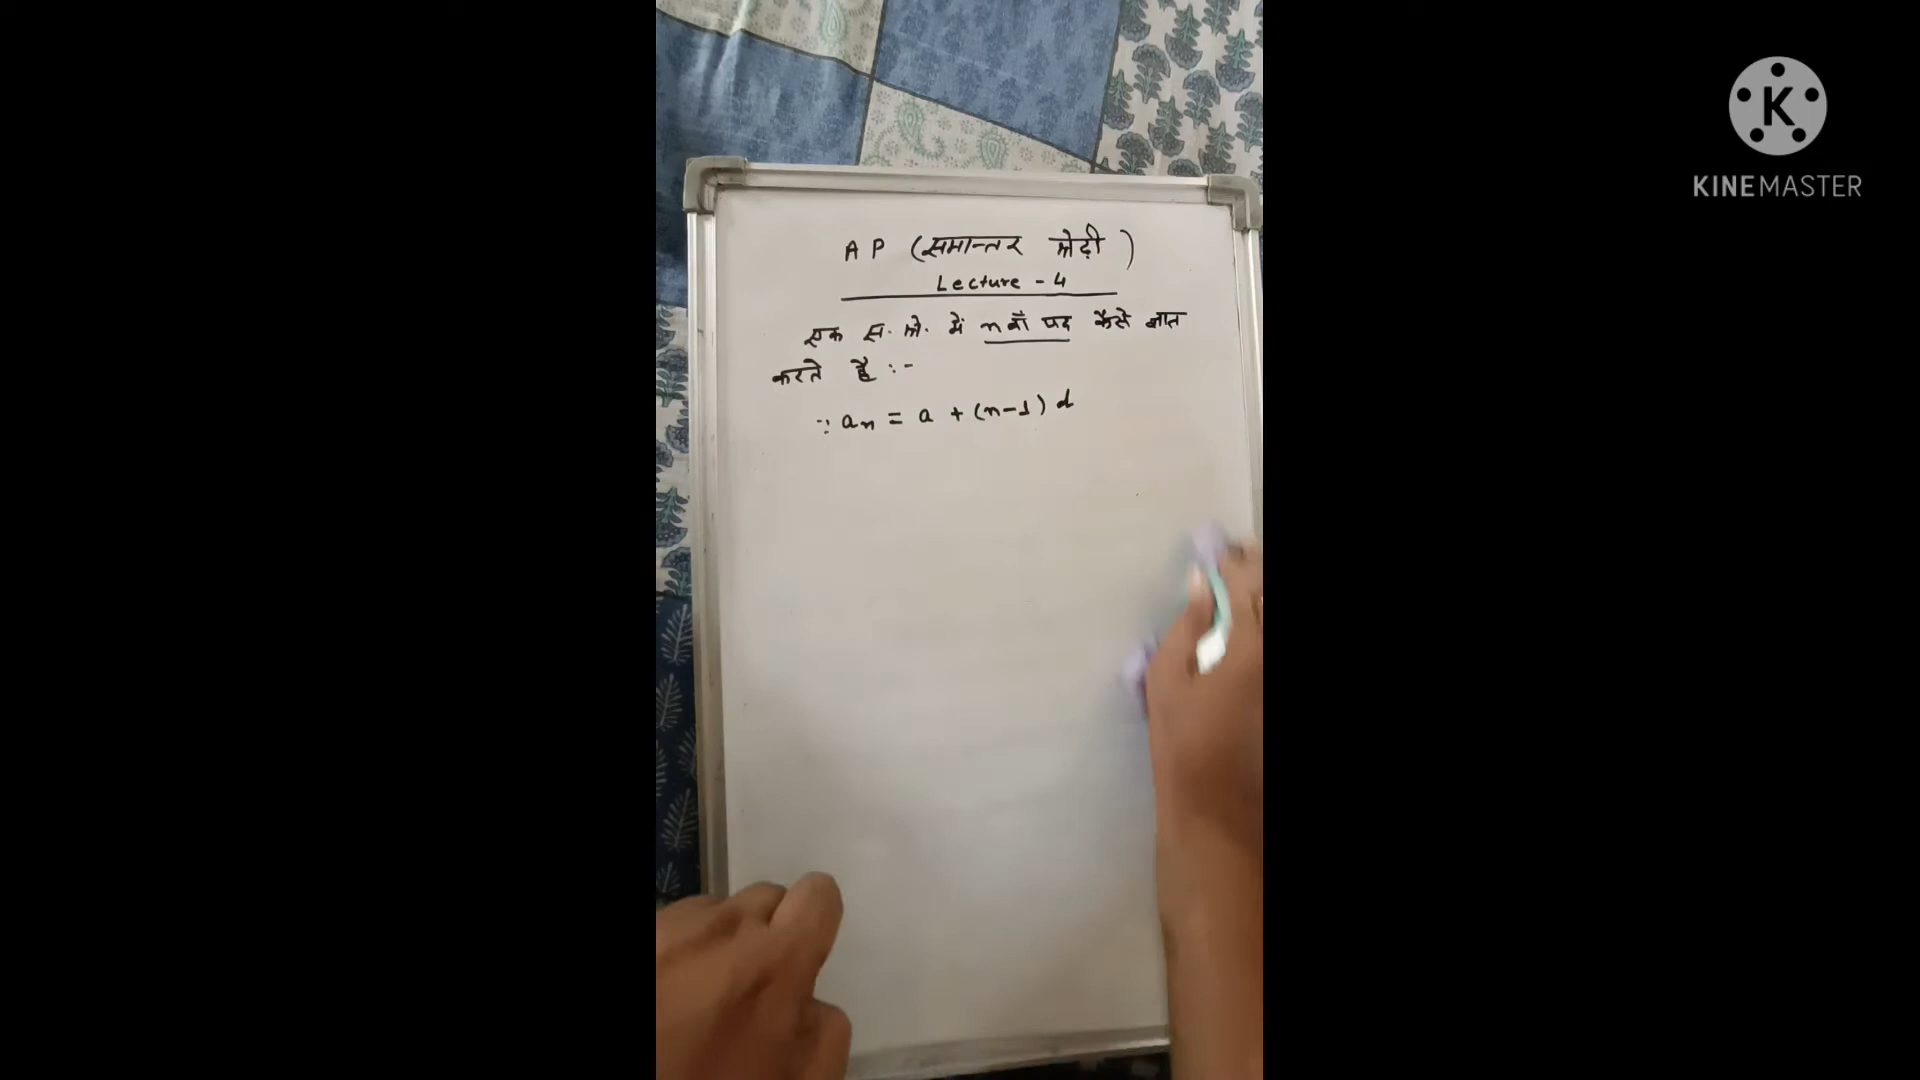 AP (समान्तर श्रेढ़ी)
Lecture - 4
एक स. श्रे. में nवाँ पद कैसे ज्ञात
करते है :-
∵ aₙ = a + (n-1) d
K
KINEMASTER